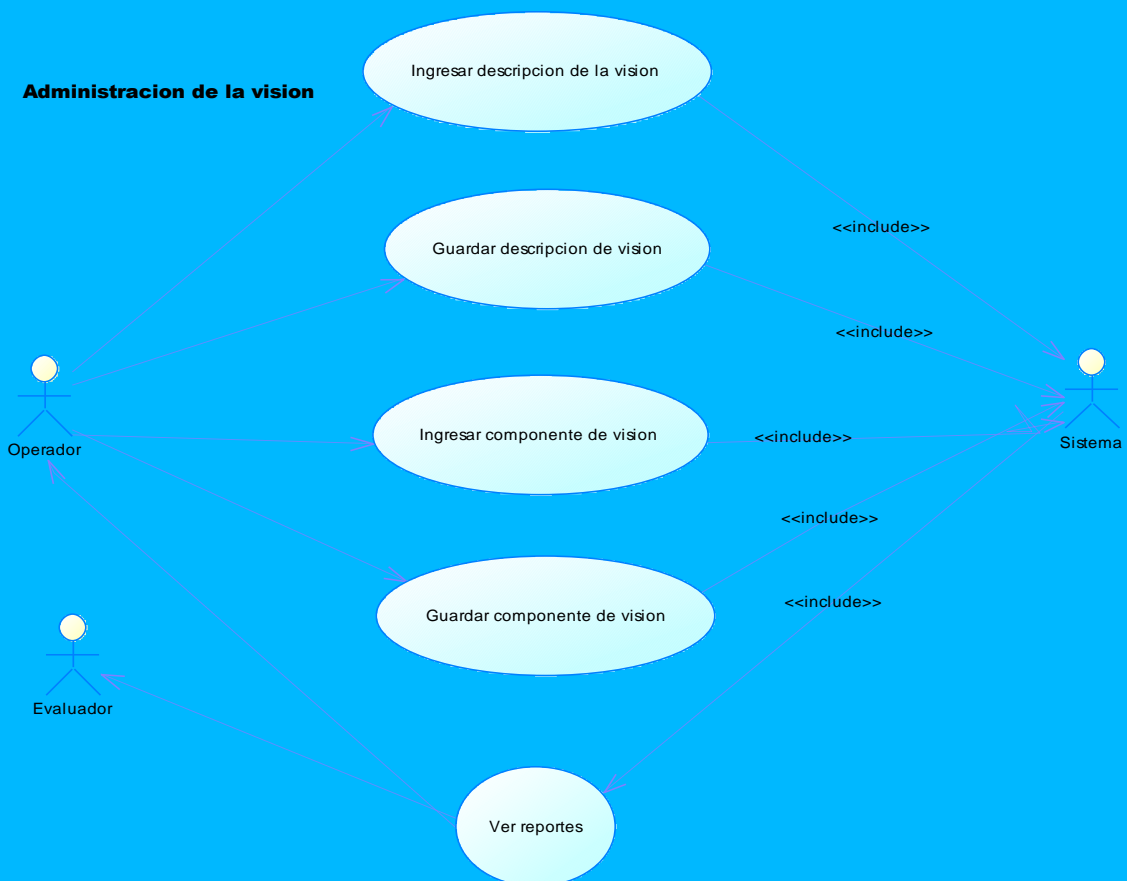 Ingresar descripcion de la vision
Administracion de la vision
<<include>>
Guardar descripcion de vision
<<include>>
Operador
Ingresar componente de vision
<<include>>
Sistema
<<include>>
Guardar componente de vision
<<include>>
Evaluador
Ver reportes